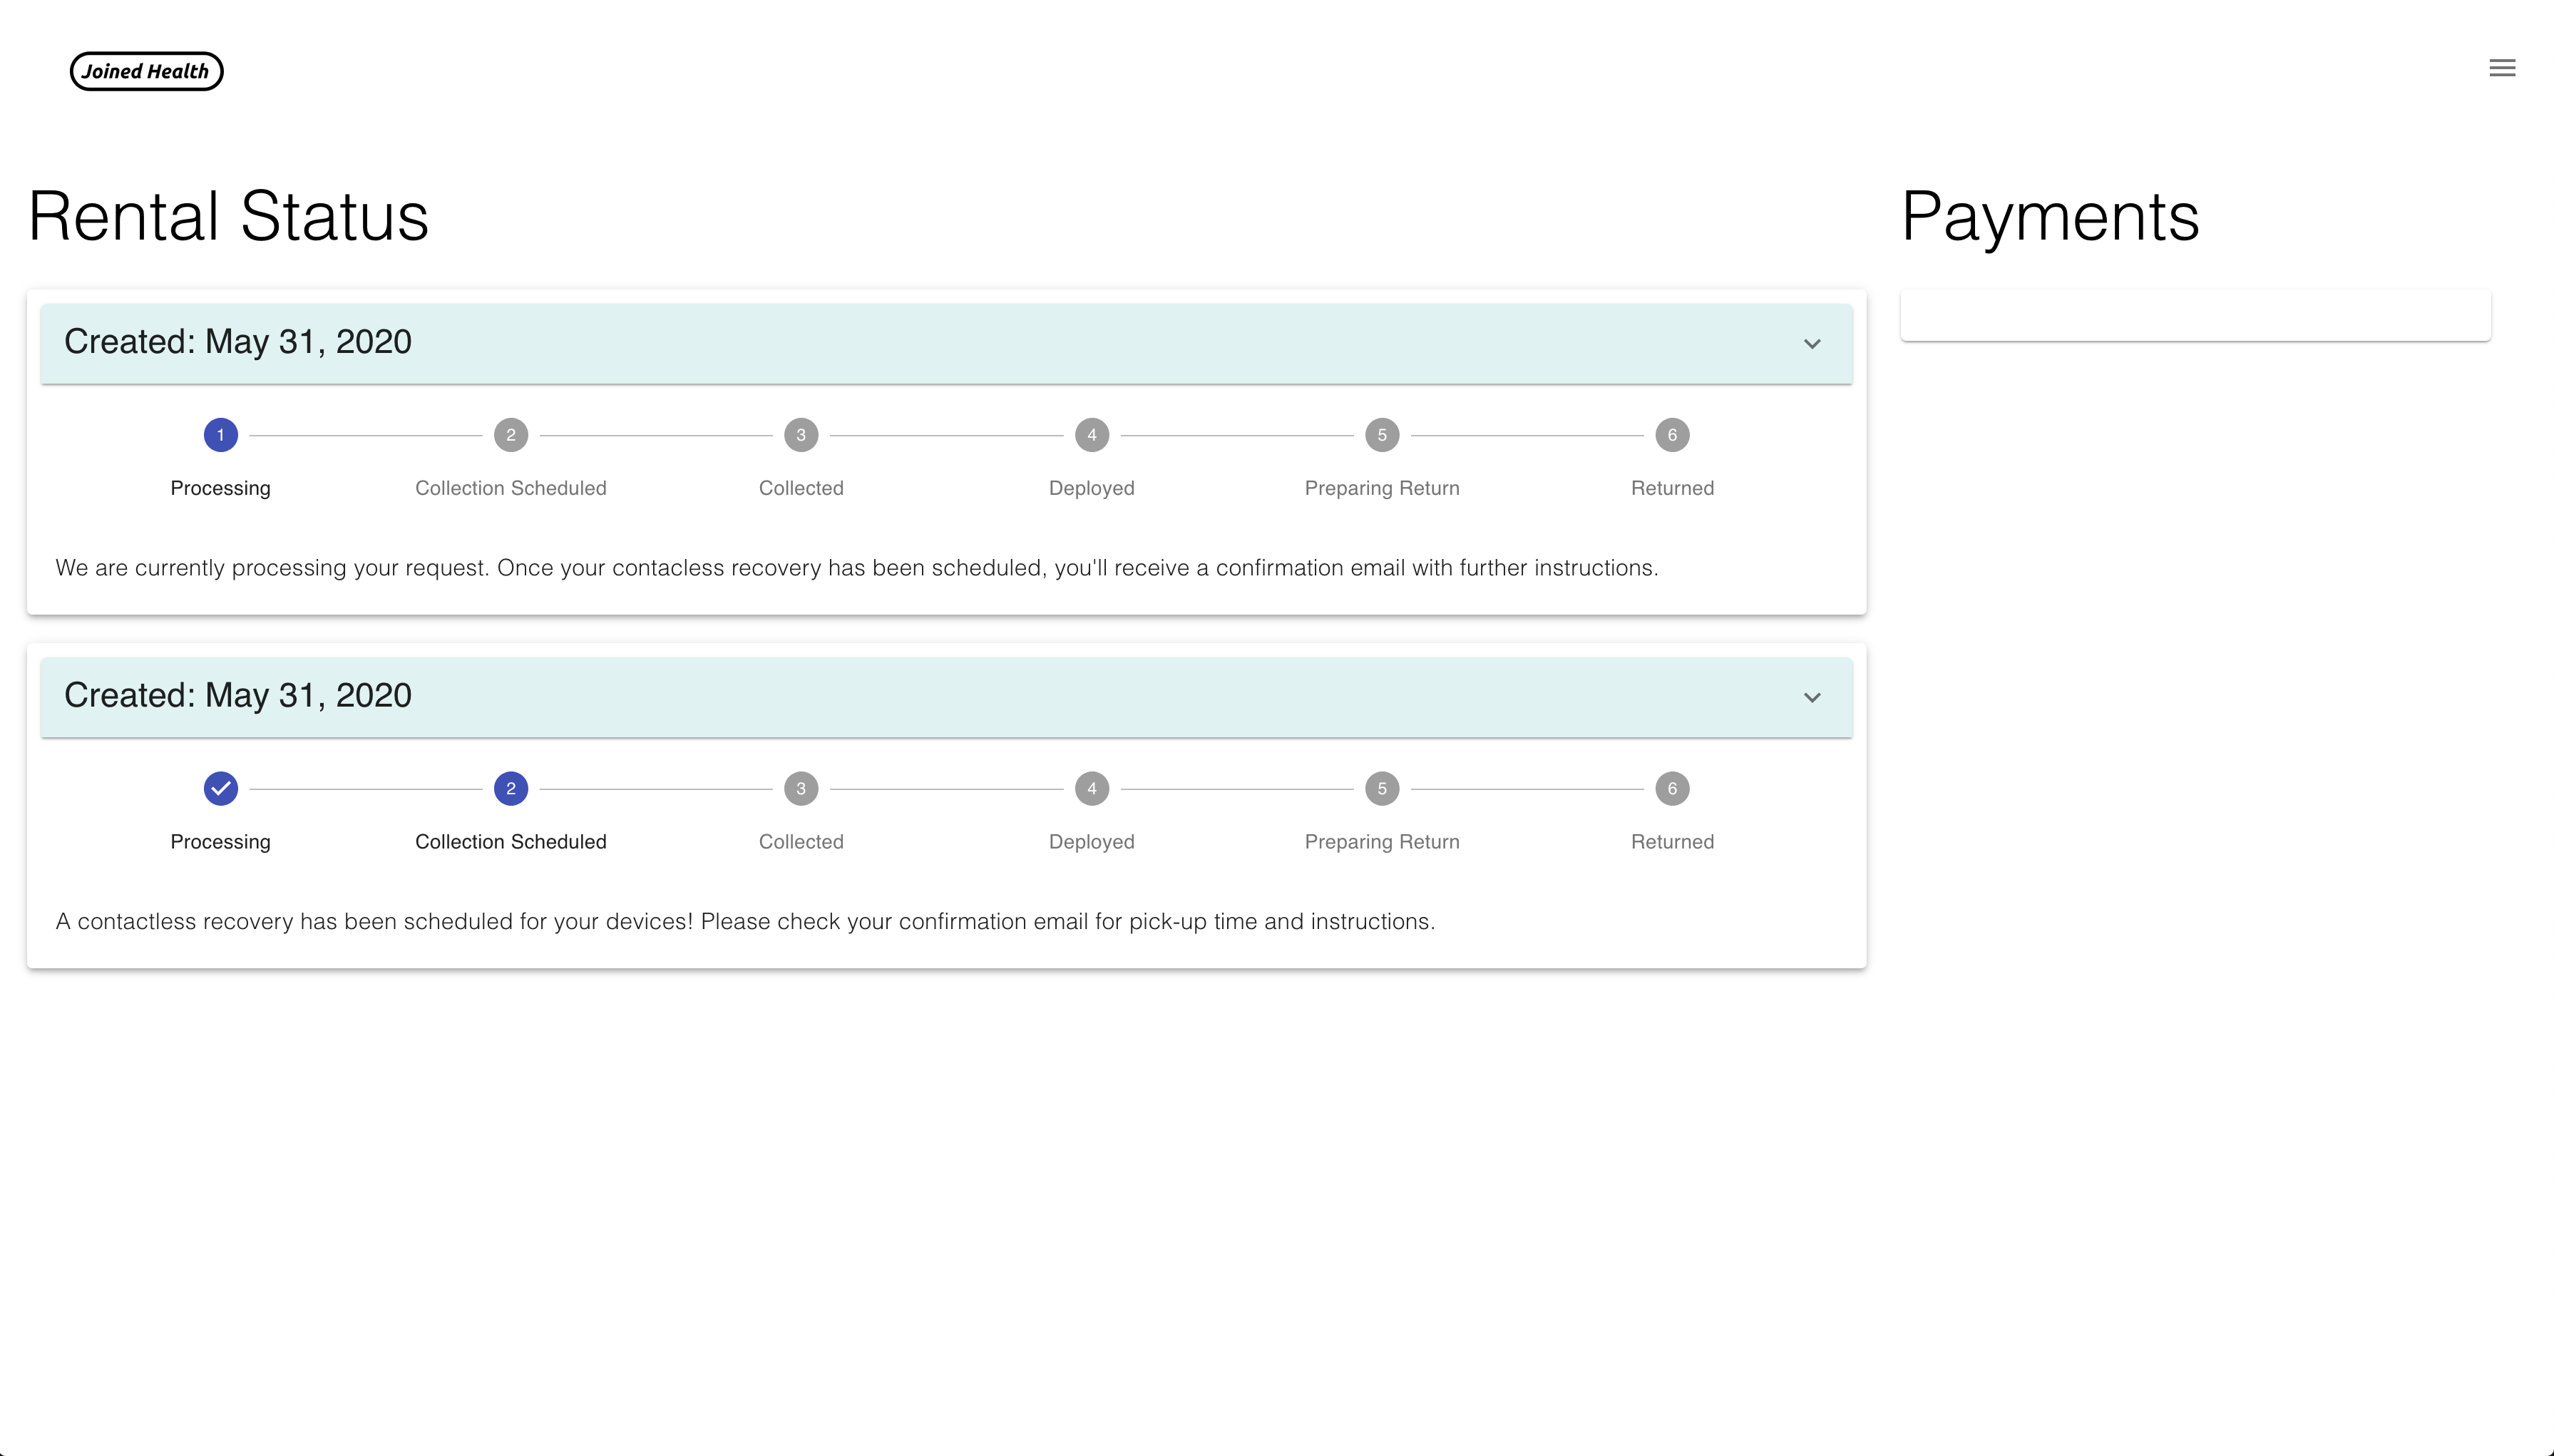 Joined Health
Rental Status
Payments
Created: May 31, 2020
1 2 3 4 5 6
Processing Collection Scheduled Collected Deployed Preparing Return Returned
We are currently processing your request. Once your contacless recovery has been scheduled, you'll receive a confirmation email with further instructions.
Created: May 31, 2020
2 3 4 5 6
Processing Collection Scheduled Collected Deployed Preparing Return Returned
A contactless recovery has been scheduled for your devices! Please check your confirmation email for pick-up time and instructions.